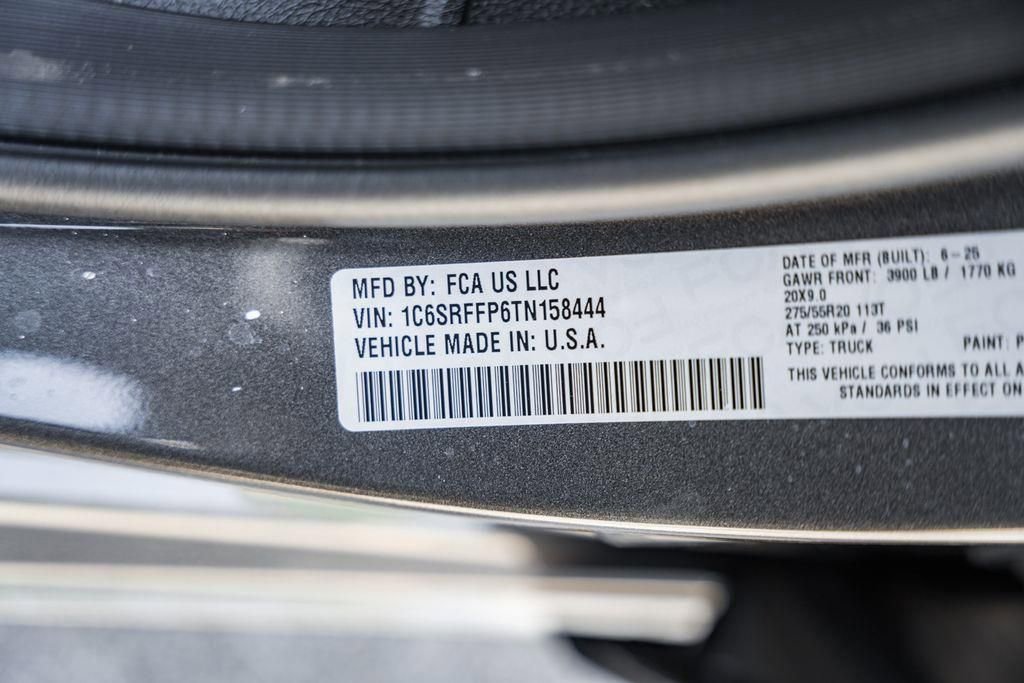 MFD BY: FCA US LLC
VIN: 1C6SRFFP6TN158444
VEHICLE MADE IN: U.S.A.
DATE OF MFR (BUILT): 6-25
GAWR FRONT: 3900 LB / 1770 KG
20X9.0
275/55R20 113T
AT 250 kPa / 36 PSI
TYPE: TRUCK PAINT: P
THIS VEHICLE CONFORMS TO ALL A
STANDARDS IN EFFECT ON